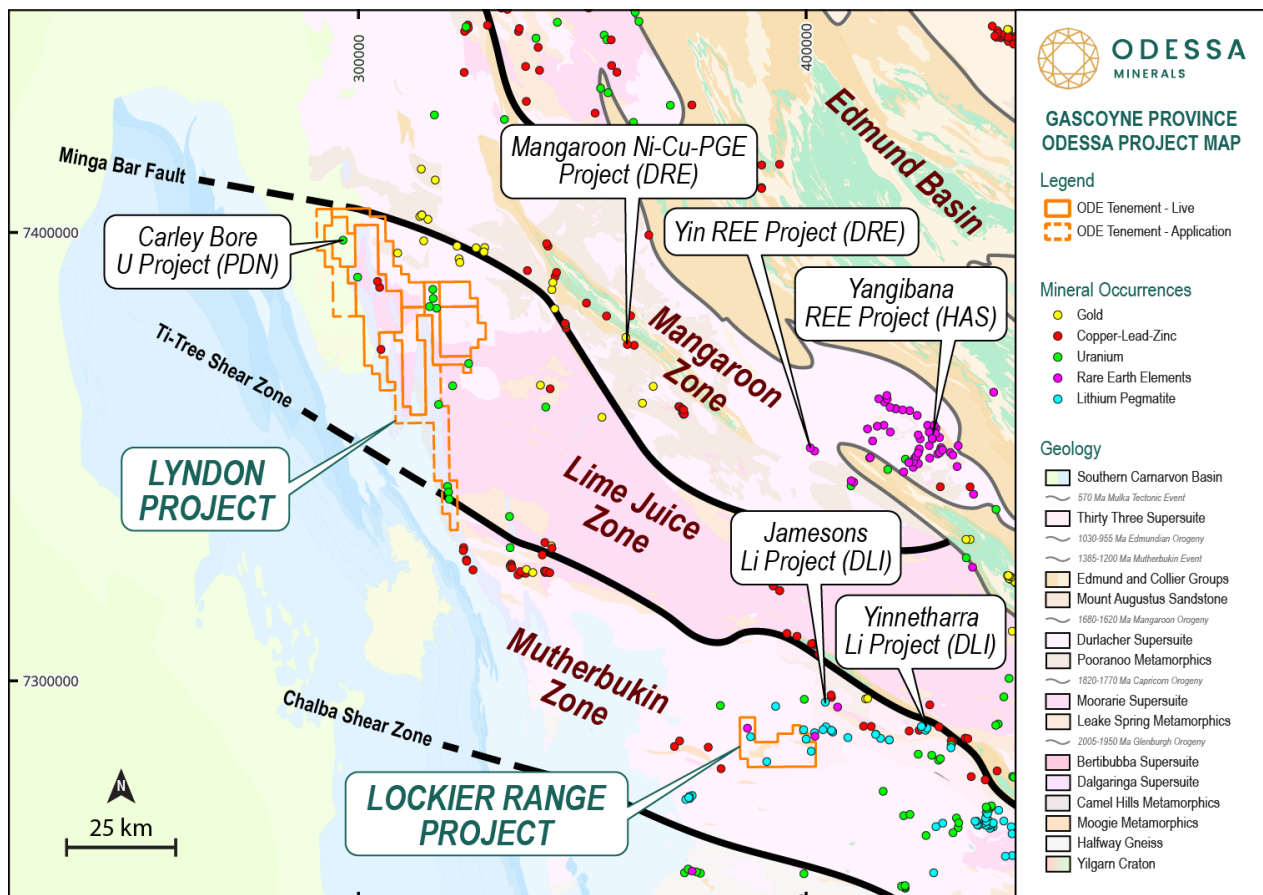 300000
400000
7400000
7300000
Minga Bar Fault
Carley Bore
U Project (PDN)
Mangaroon Ni-Cu-PGE
Project (DRE)
Edmund Basin
Yin REE Project (DRE)
Yangibana
REE Project (HAS)
Ti-Tree Shear Zone
Mangaroon
Zone
LYNDON
PROJECT
Lime Juice
Zone
Jamesons
Li Project (DLI)
Yinnetharra
Li Project (DLI)
Mutherbukin
Zone
Chalba Shear Zone
LOCKIER RANGE
PROJECT
N
25 km
ODESSA
MINERALS
GASCOYNE PROVINCE
ODESSA PROJECT MAP
Legend
ODE Tenement - Live
ODE Tenement - Application
Mineral Occurrences
Gold
Copper-Lead-Zinc
Uranium
Rare Earth Elements
Lithium Pegmatite
Geology
Southern Carnarvon Basin
570 Ma Mulka Tectonic Event
Thirty Three Supersuite
1030-955 Ma Edmundian Orogeny
1385-1200 Ma Mutherbukin Event
Edmund and Collier Groups
Mount Augustus Sandstone
1680-1620 Ma Mangaroon Orogeny
Durlacher Supersuite
Pooranoo Metamorphics
1820-1770 Ma Capricorn Orogeny
Moorarie Supersuite
Leake Spring Metamorphics
2005-1950 Ma Glenburgh Orogeny
Bertibubba Supersuite
Dalgaringa Supersuite
Camel Hills Metamorphics
Moogie Metamorphics
Halfway Gneiss
Yilgarn Craton